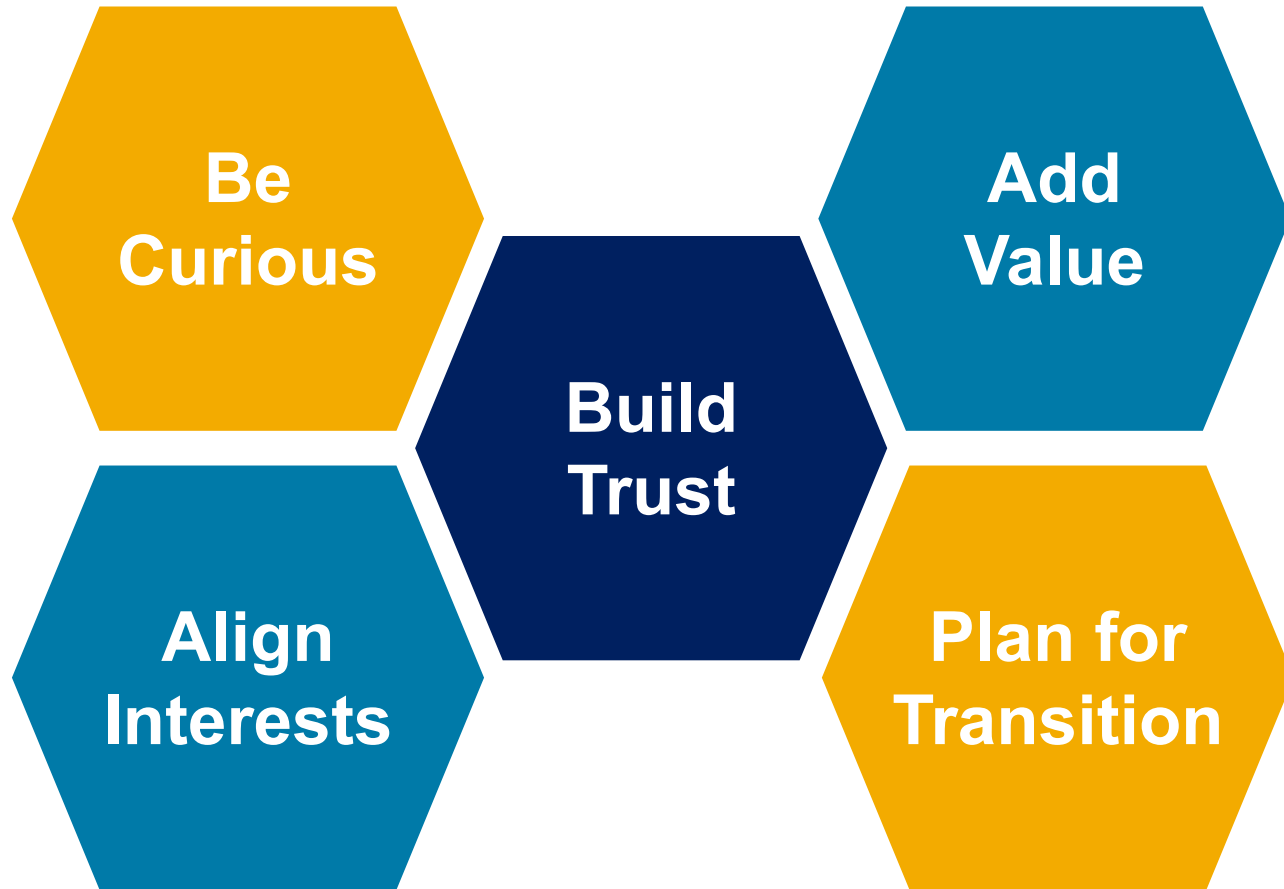 Be
Curious
Add
Value
Build
Trust
Align
Interests
Plan for
Transition